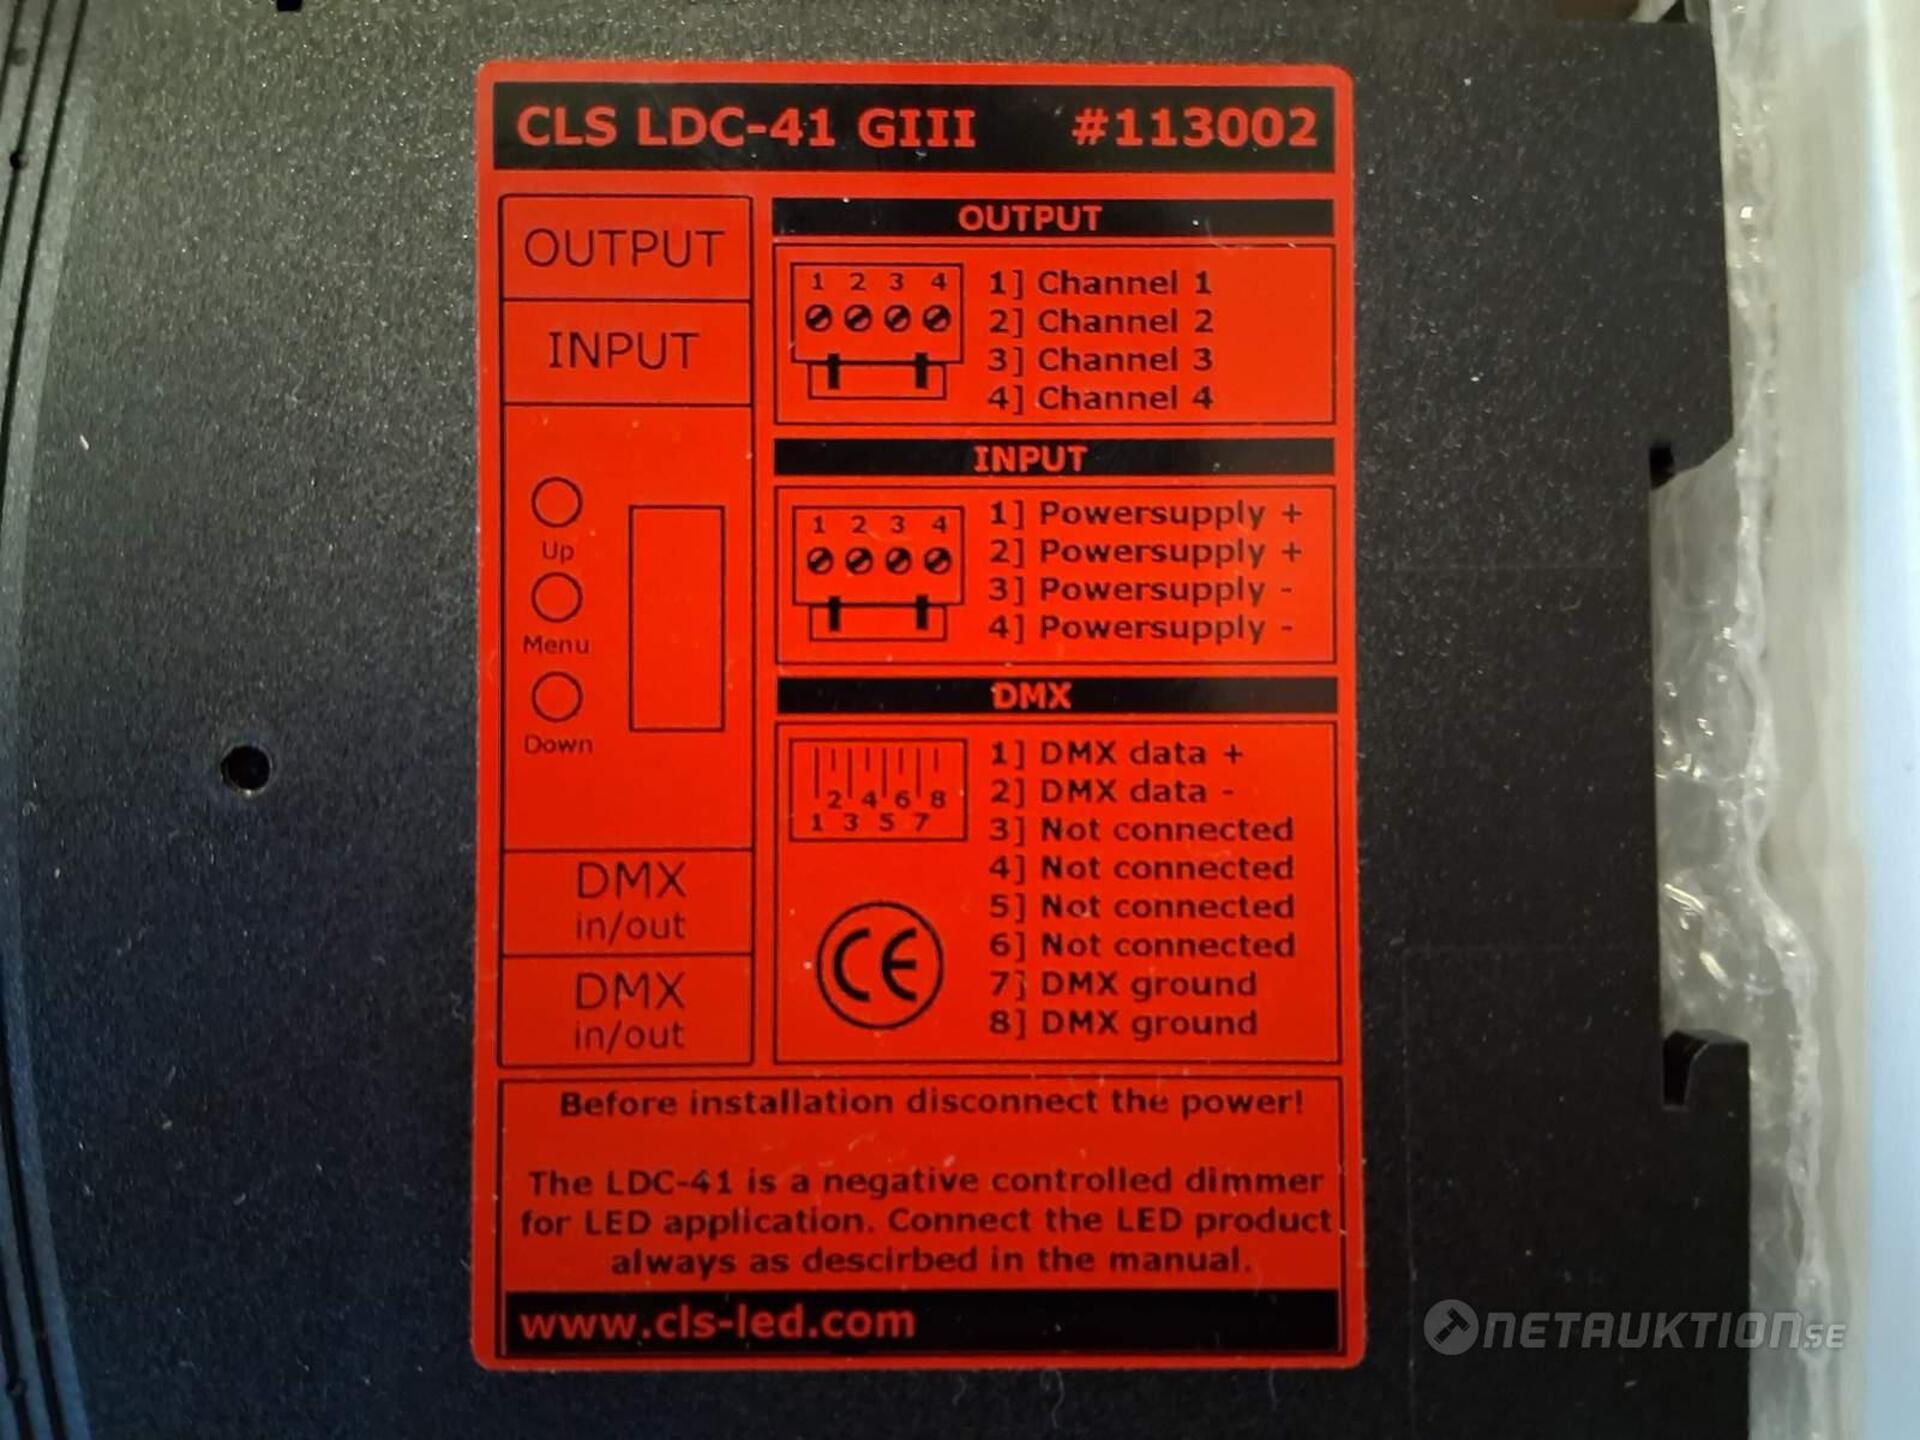 CLS LDC-41 GIII #113002
OUTPUT
INPUT
Up
Menu
Down
DMX
in/out
DMX
in/out
OUTPUT
1 2 3 4
1] Channel 1
2] Channel 2
3] Channel 3
4] Channel 4
INPUT
1 2 3 4
1] Powersupply +
2] Powersupply +
3] Powersupply -
4] Powersupply -
DMX
2 4 6 8
1 3 5 7
1] DMX data +
2] DMX data -
3] Not connected
4] Not connected
5] Not connected
6] Not connected
7] DMX ground
8] DMX ground
CE
Before installation disconnect the power!
The LDC-41 is a negative controlled dimmer
for LED application. Connect the LED product
always as descirbed in the manual.
www.cls-led.com
NETAUKTION.SE